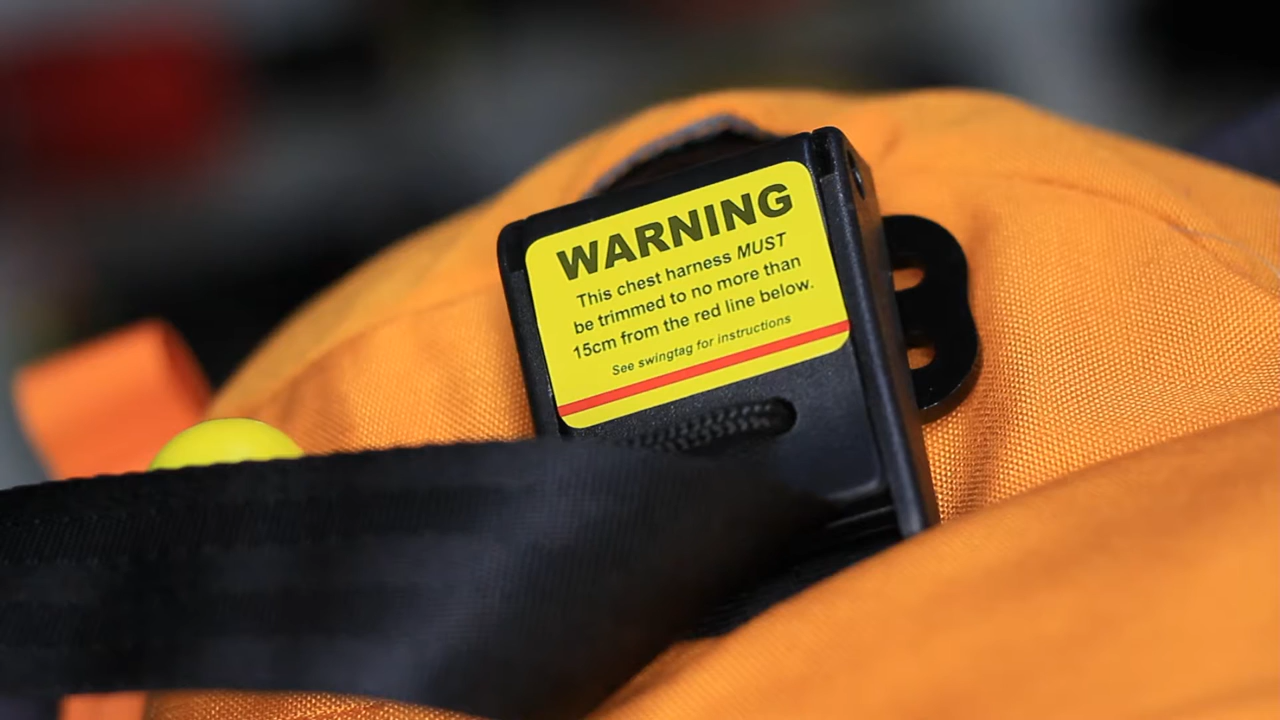 WARNING
This chest harness MUST
be trimmed to no more than
15cm from the red line below.
See swingtag for instructions